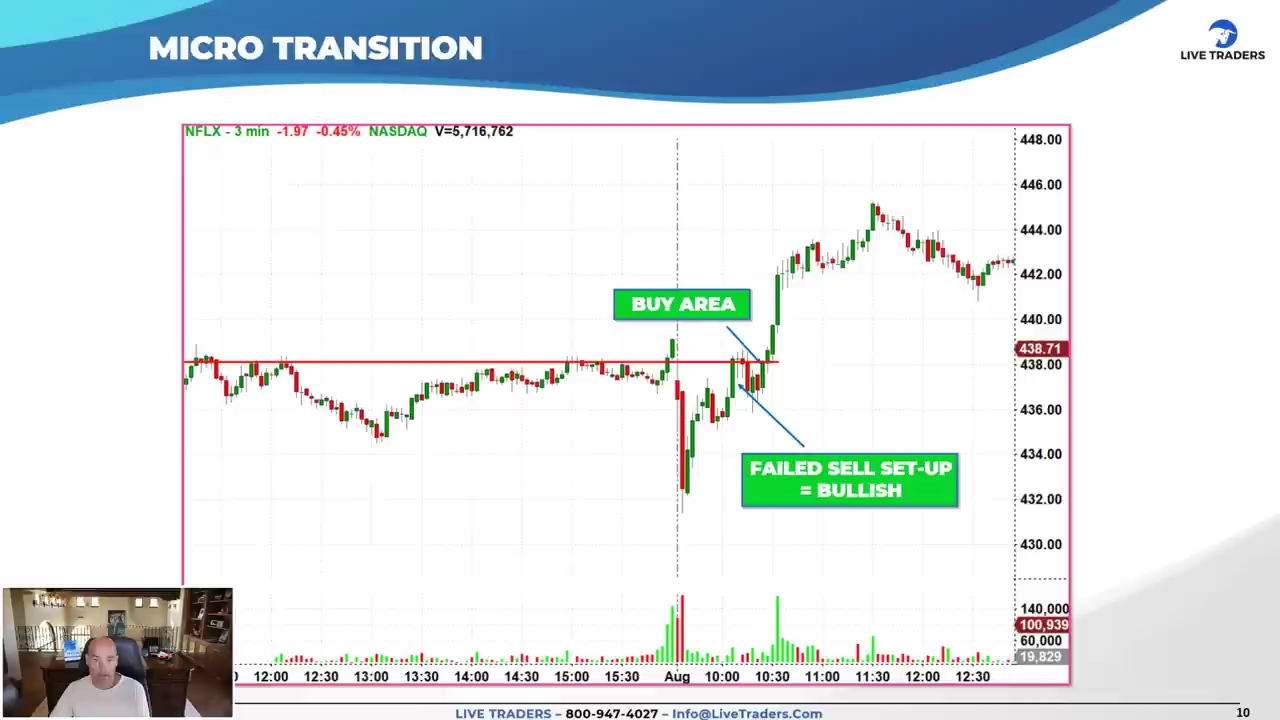 MICRO TRANSITION
LIVE TRADERS
NFLX - 3 min -1.97 -0.45% NASDAQ V=5,716,762
448.00
446.00
444.00
442.00
440.00
438.71
438.00
436.00
434.00
432.00
430.00
BUY AREA
FAILED SELL SET-UP
= BULLISH
140,000
100,939
60,000
19,829
12:00 12:30 13:00 13:30 14:00 14:30 15:00 15:30 Aug 10:00 10:30 11:00 11:30 12:00 12:30
LIVE TRADERS – 800-947-4027 – Info@LiveTraders.Com
10